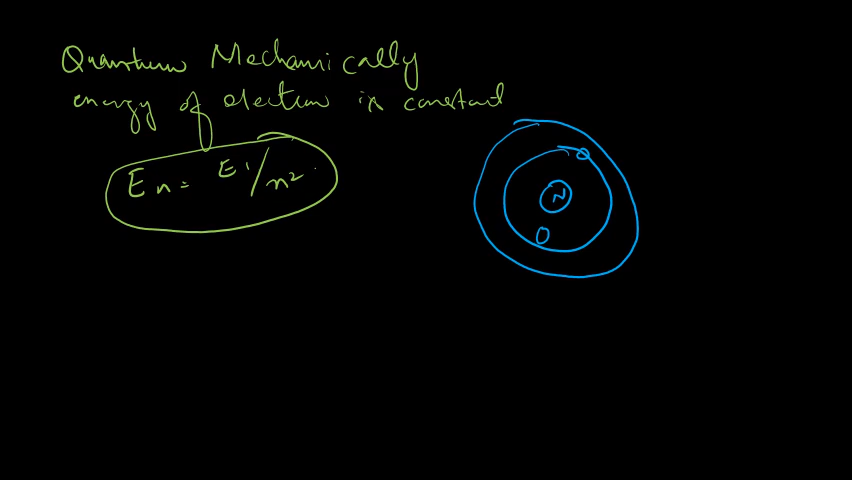 Quantum Mechanically
energy of electron is constant
En = E1/n².
N